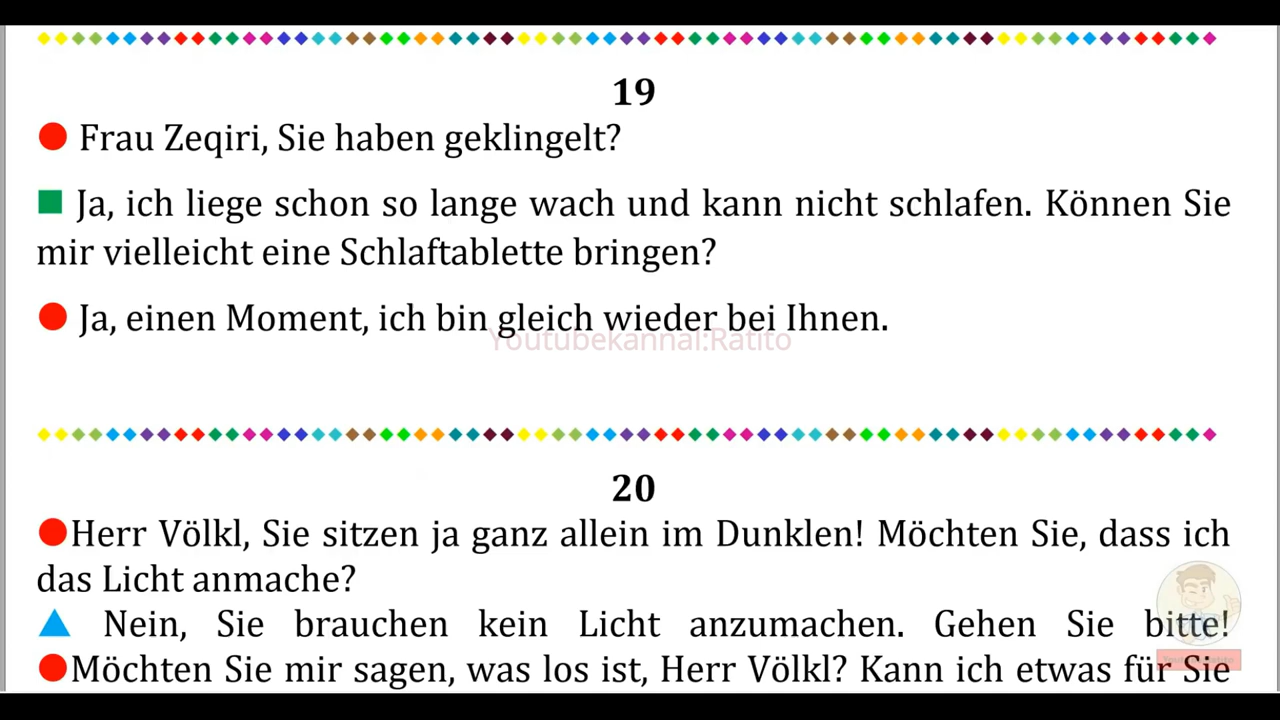 19
Frau Zeqiri, Sie haben geklingelt?
Ja, ich liege schon so lange wach und kann nicht schlafen. Können Sie
mir vielleicht eine Schlaftablette bringen?
Ja, einen Moment, ich bin gleich wieder bei Ihnen.
Youtubekannal:Ratito
20
Herr Völkl, Sie sitzen ja ganz allein im Dunklen! Möchten Sie, dass ich
das Licht anmache?
Nein, Sie brauchen kein Licht anzumachen. Gehen Sie bitte!
Möchten Sie mir sagen, was los ist, Herr Völkl? Kann ich etwas für Sie